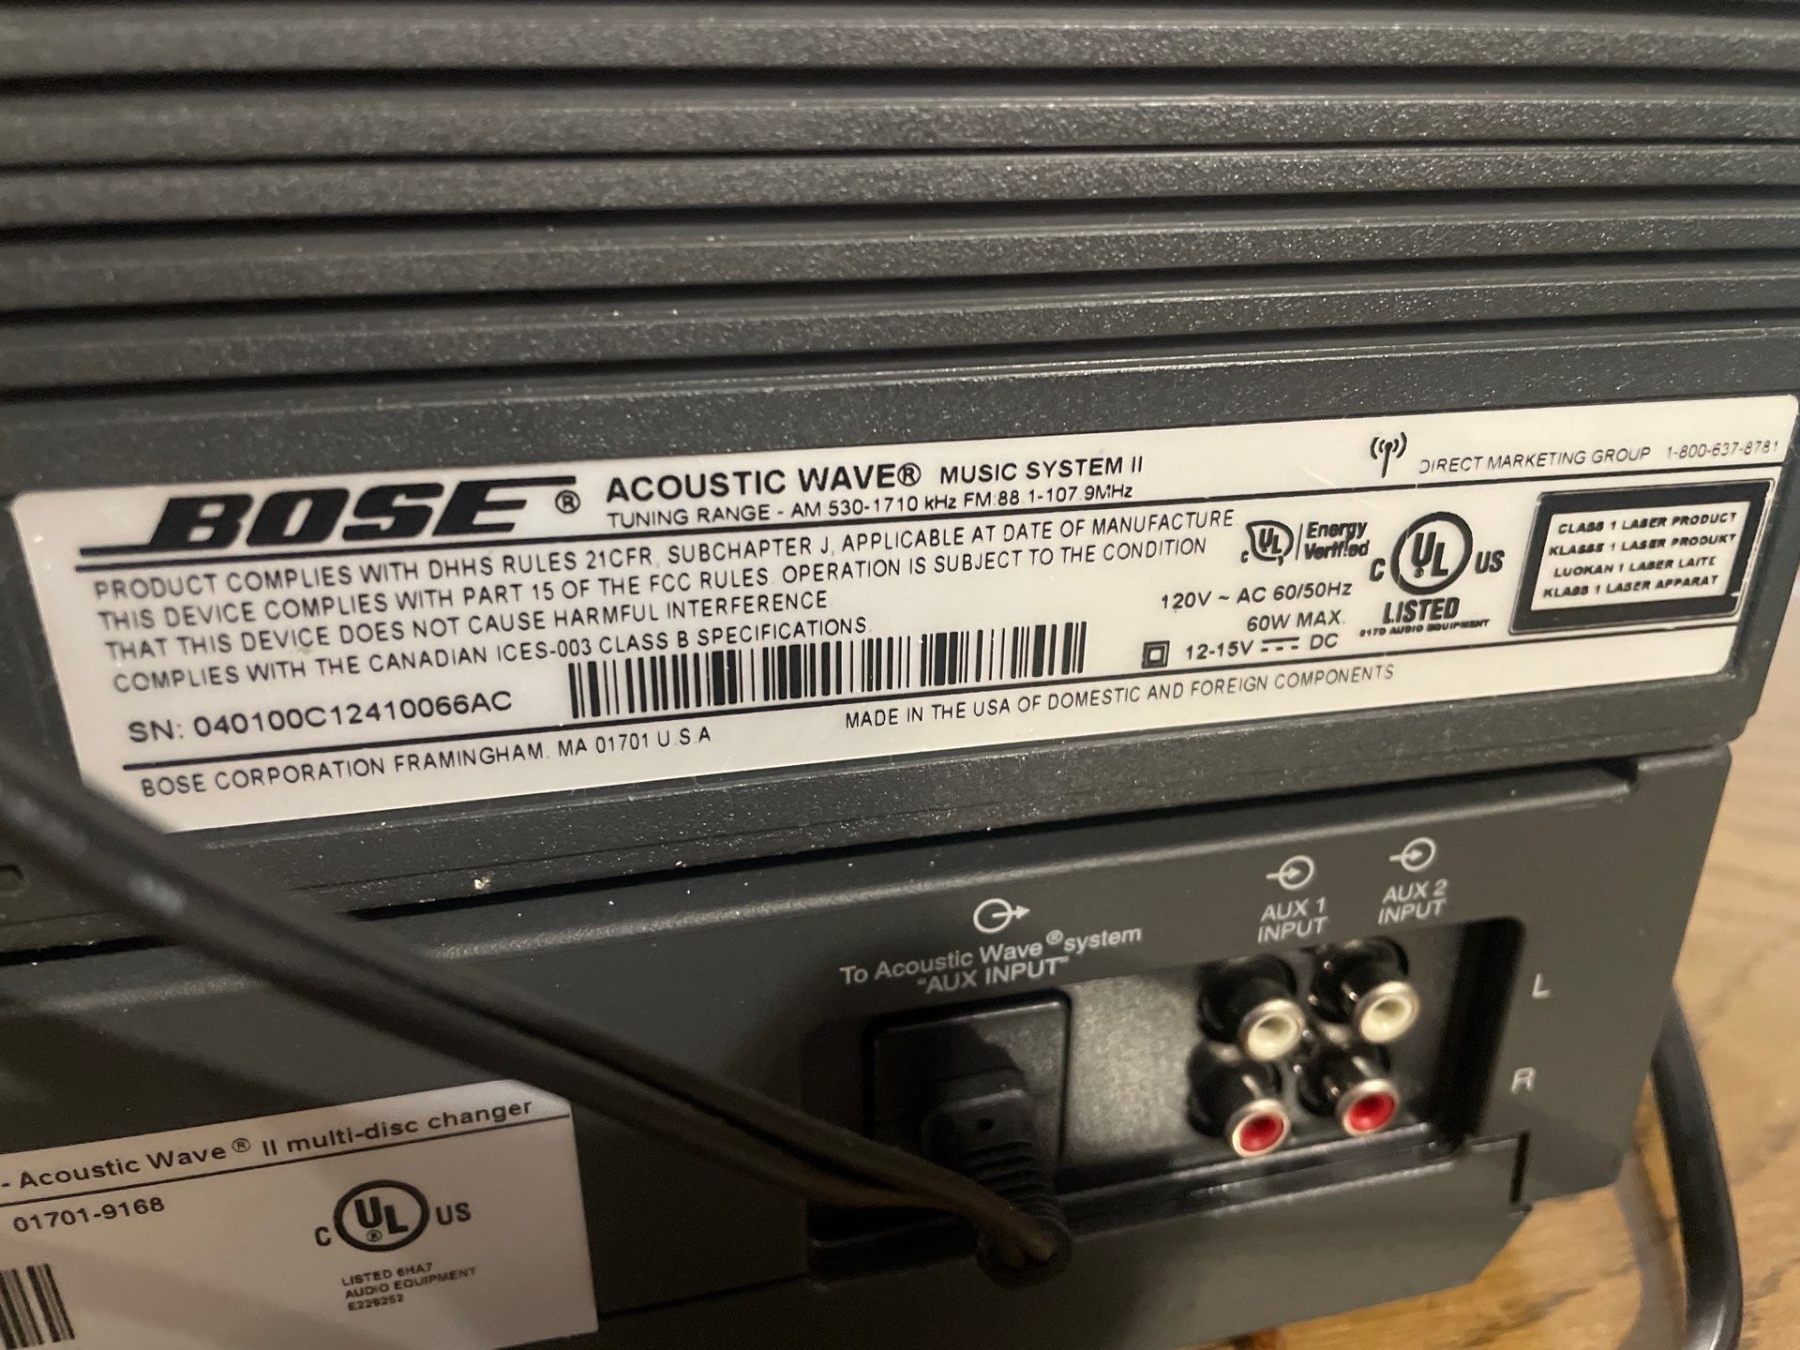 BOSE®
ACOUSTIC WAVE® MUSIC SYSTEM II
TUNING RANGE - AM 530-1710 kHz FM 88.1-107.9MHz
DIRECT MARKETING GROUP 1-800-637-8781
PRODUCT COMPLIES WITH DHHS RULES 21CFR, SUBCHAPTER J, APPLICABLE AT DATE OF MANUFACTURE
THIS DEVICE COMPLIES WITH PART 15 OF THE FCC RULES. OPERATION IS SUBJECT TO THE CONDITION
THAT THIS DEVICE DOES NOT CAUSE HARMFUL INTERFERENCE
COMPLIES WITH THE CANADIAN ICES-003 CLASS B SPECIFICATIONS.
SN: 040100C12410066AC
BOSE CORPORATION FRAMINGHAM. MA 01701 U.S.A
MADE IN THE USA OF DOMESTIC AND FOREIGN COMPONENTS
c UL Energy
Verified
120V ~ AC 60/50Hz
60W MAX.
12-15V DC
C UL® US
LISTED
917D AUDIO EQUIPMENT
CLASS 1 LASER PRODUCT
KLASSE 1 LASER PRODUKT
LUOKAN 1 LASER LAITE
KLASS 1 LASER APPARAT
To Acoustic Wave® system
"AUX INPUT"
AUX 1
INPUT
AUX 2
INPUT
L
R
- Acoustic Wave® II multi-disc changer
01701-9168
C UL® US
LISTED 6HA7
AUDIO EQUIPMENT
E229252